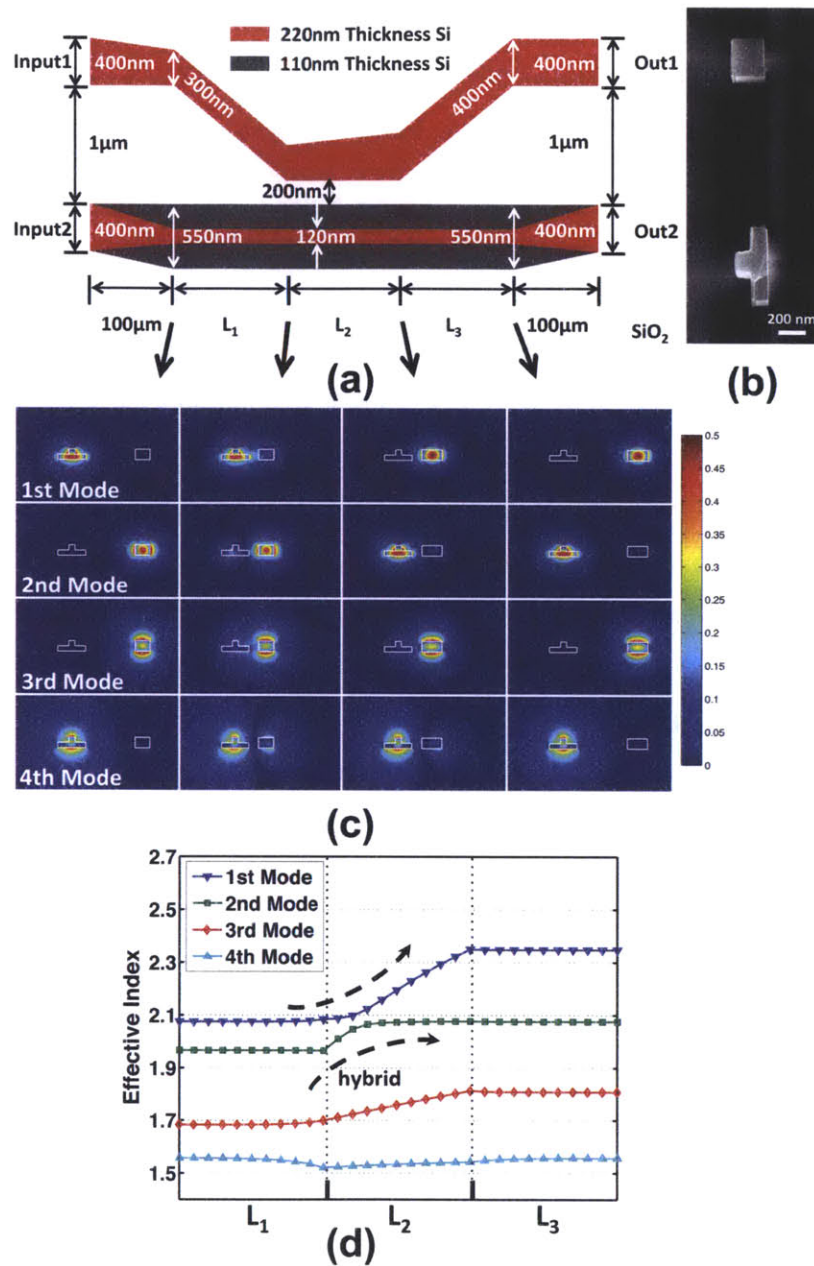 220nm Thickness Si
110nm Thickness Si
Input1
400nm
300nm
400nm
400nm
Out1
1μm
1μm
200nm
Input2
400nm
550nm
120nm
550nm
400nm
Out2
100μm
L1
L2
L3
100μm
SiO2
(a)
200 nm
(b)
1st Mode
2nd Mode
3rd Mode
4th Mode
0.5
0.45
0.4
0.35
0.3
0.25
0.2
0.15
0.1
0.05
0
(c)
2.7
2.5
2.3
2.1
1.9
1.7
1.5
Effective Index
1st Mode
2nd Mode
3rd Mode
4th Mode
hybrid
L1
L2
L3
(d)